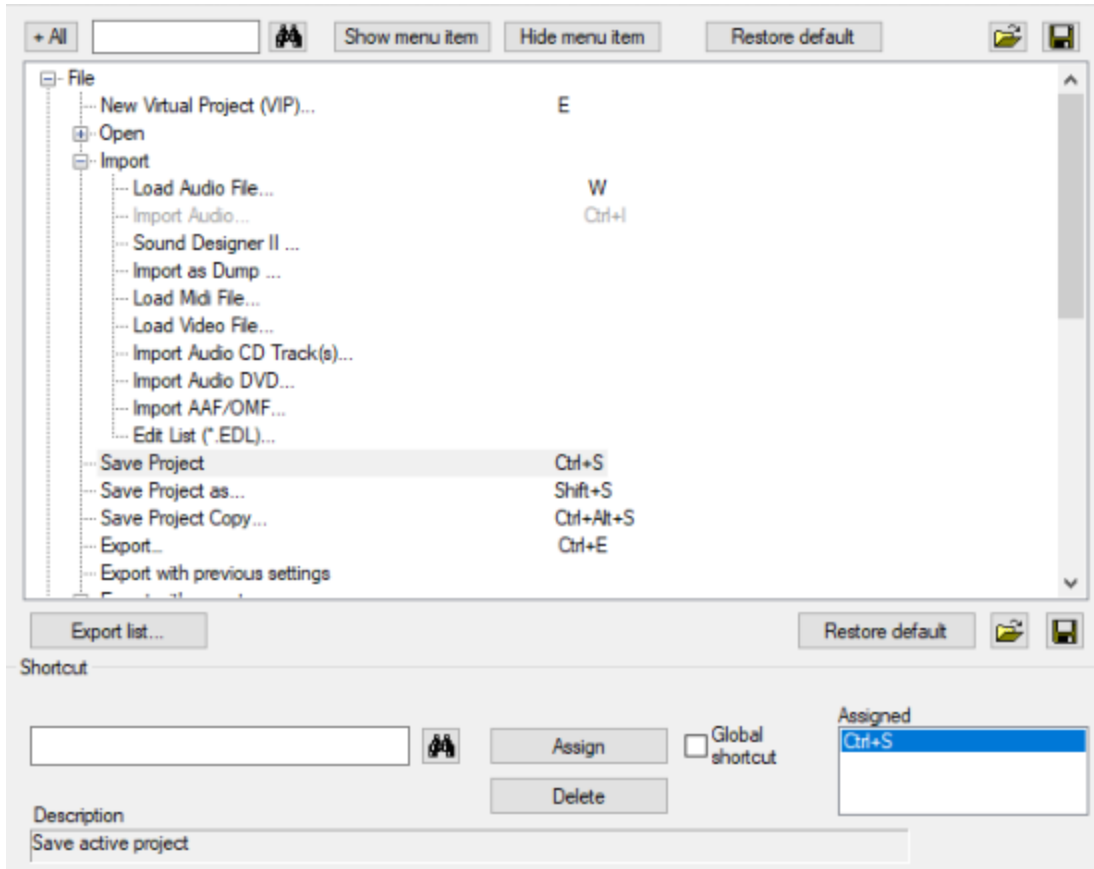 + All Show menu item Hide menu item Restore default
File
New Virtual Project (VIP)... E
Open
Import
Load Audio File... W
Import Audio... Ctrl+I
Sound Designer II ...
Import as Dump ...
Load Midi File...
Load Video File...
Import Audio CD Track(s)...
Import Audio DVD...
Import AAF/OMF...
Edit List (*.EDL)...
Save Project Ctrl+S
Save Project as... Shift+S
Save Project Copy... Ctrl+Alt+S
Export... Ctrl+E
Export with previous settings
Export list... Restore default
Shortcut
Assigned
Assign Global shortcut Ctrl+S
Delete
Description
Save active project